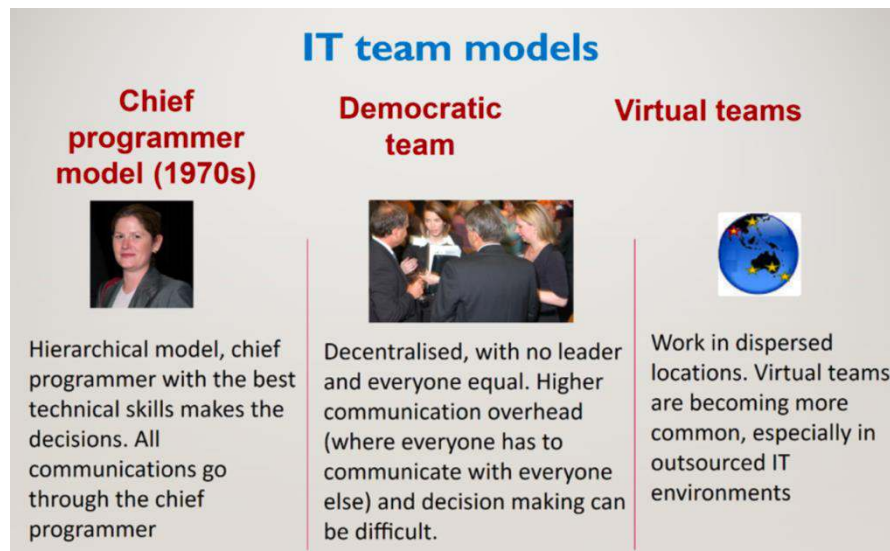 IT team models
Chief
programmer
model (1970s)
Hierarchical model, chief
programmer with the best
technical skills makes the
decisions. All
communications go
through the chief
programmer
Democratic
team
Decentralised, with no leader
and everyone equal. Higher
communication overhead
(where everyone has to
communicate with everyone
else) and decision making can
be difficult.
Virtual teams
Work in dispersed
locations. Virtual teams
are becoming more
common, especially in
outsourced IT
environments